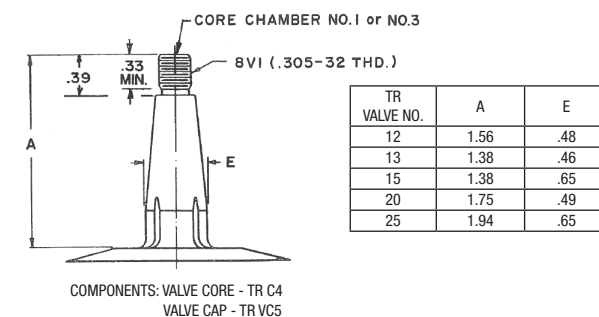 CORE CHAMBER NO.1 or NO.3
8V1 (.305-32 THD.)
.39
.33
MIN.
A
E
TR
VALVE NO.
A
E
12 1.56 .48
13 1.38 .46
15 1.38 .65
20 1.75 .49
25 1.94 .65
COMPONENTS: VALVE CORE - TR C4
VALVE CAP - TR VC5